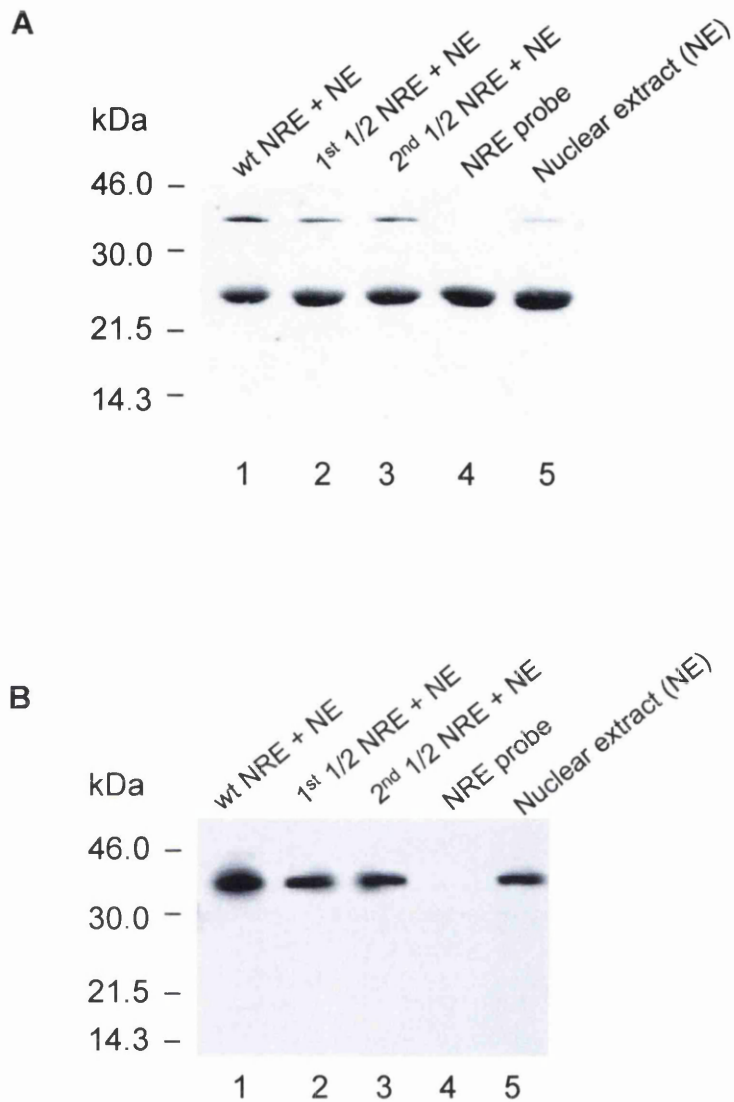 A
kDa
wt NRE + NE
1st 1/2 NRE + NE
2nd 1/2 NRE + NE
NRE probe
Nuclear extract (NE)
46.0
30.0
21.5
14.3
1 2 3 4 5
B
kDa
wt NRE + NE
1st 1/2 NRE + NE
2nd 1/2 NRE + NE
NRE probe
Nuclear extract (NE)
46.0
30.0
21.5
14.3
1 2 3 4 5